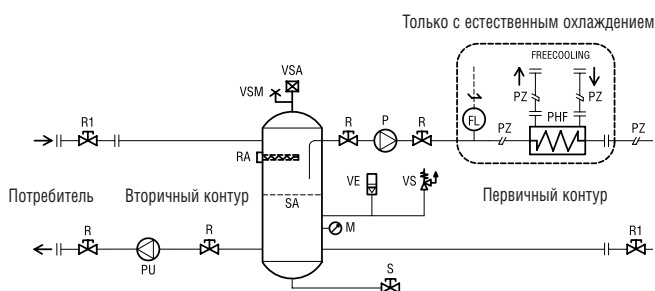 Только с естественным охлаждением
FREECOOLING
VSA
VSM
PZ
PZ
R1
R
P
R
FL
PZ
PHF
PZ
RA
Потребитель
Вторичный контур
SA
VE
VS
Первичный контур
R
PU
R
M
R1
S